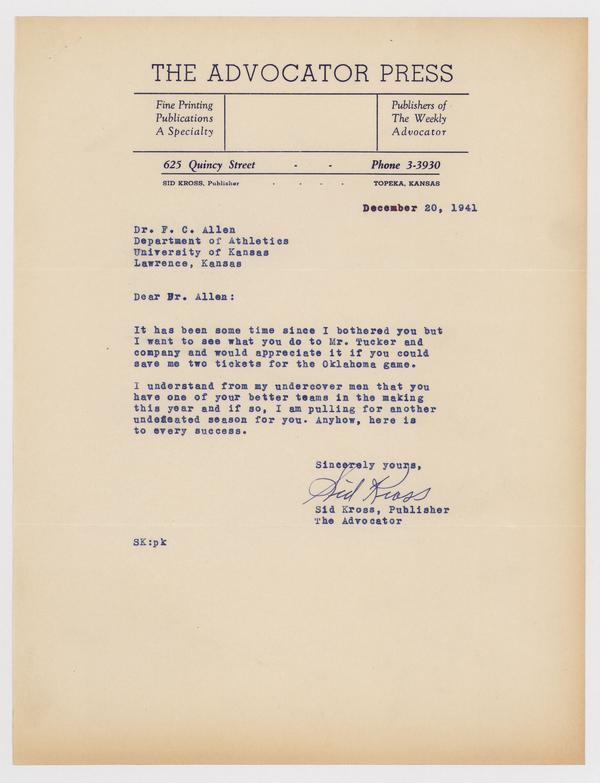 THE ADVOCATOR PRESS
Fine Printing
Publications
A Specialty
Publishers of
The Weekly
Advocator
625 Quincy Street - - Phone 3-3930
SID KROSS, Publisher - - - - TOPEKA, KANSAS
December 20, 1941
Dr. F. C. Allen
Department of Athletics
University of Kansas
Lawrence, Kansas
Dear Dr. Allen:
It has been some time since I bothered you but
I want to see what you do to Mr. Tucker and
company and would appreciate it if you could
save me two tickets for the Oklahoma game.
I understand from my undercover men that you
have one of your better teams in the making
this year and if so, I am pulling for another
undefeated season for you. Anyhow, here is
to every success.
Sincerely yours,
Sid Kross
Sid Kross, Publisher
The Advocator
SK:pk